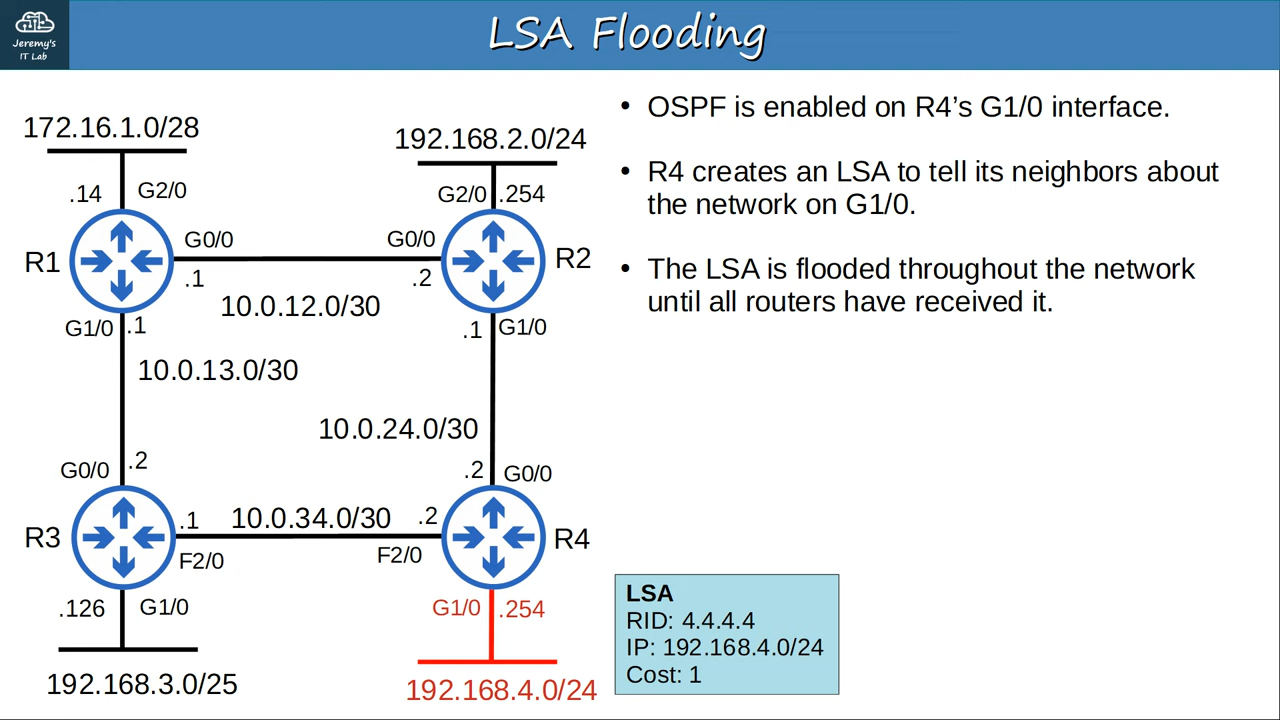 Jeremy's
IT Lab
LSA Flooding
172.16.1.0/28
192.168.2.0/24
.14
G2/0
G2/0
.254
R1
G0/0
G0/0
R2
.1
.2
10.0.12.0/30
G1/0
.1
.1
G1/0
10.0.13.0/30
10.0.24.0/30
G0/0
.2
.2
G0/0
R3
.1
10.0.34.0/30
.2
R4
F2/0
F2/0
.126
G1/0
G1/0
.254
192.168.3.0/25
192.168.4.0/24
• OSPF is enabled on R4’s G1/0 interface.
• R4 creates an LSA to tell its neighbors about
the network on G1/0.
• The LSA is flooded throughout the network
until all routers have received it.
LSA
RID: 4.4.4.4
IP: 192.168.4.0/24
Cost: 1